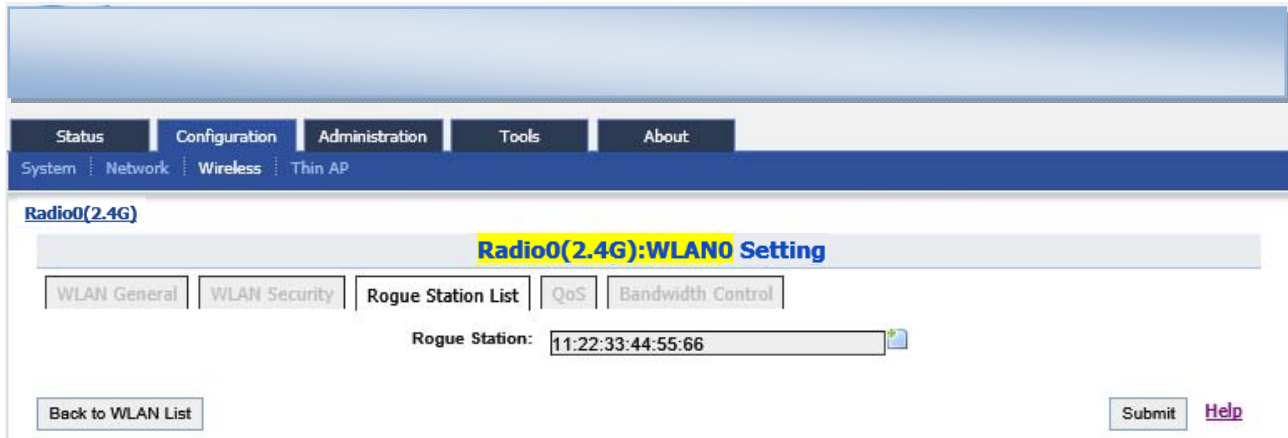 Status Configuration Administration Tools About
System Network Wireless Thin AP
Radio0(2.4G)
Radio0(2.4G):WLAN0 Setting
WLAN General WLAN Security Rogue Station List QoS Bandwidth Control
Rogue Station: 11:22:33:44:55:66
Back to WLAN List Submit Help